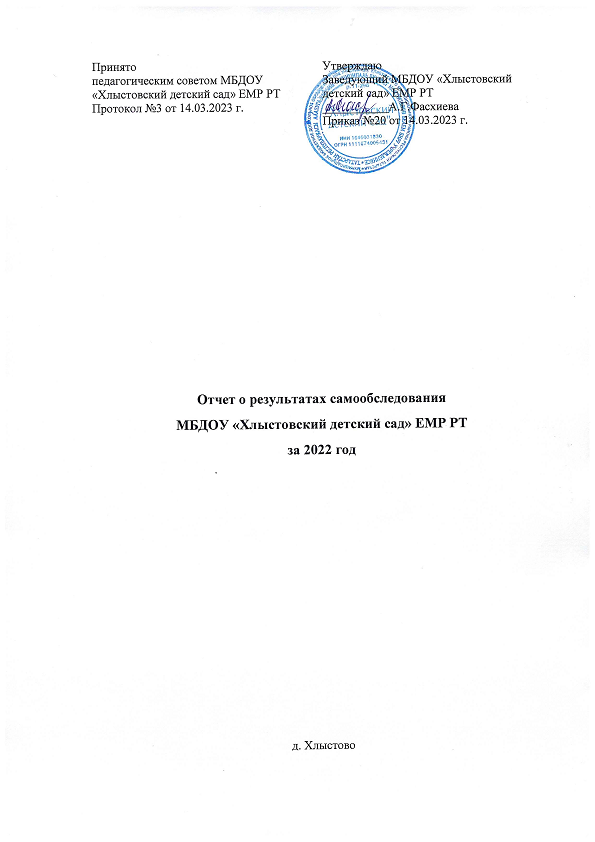 Принято
педагогическим советом МБДОУ
«Хлыстовский детский сад» ЕМР РТ
Протокол №3 от 14.03.2023 г.
Утверждаю
Заведующий МБДОУ «Хлыстовский
детский сад» ЕМР РТ
А.Г.Фасхиева
Приказ №20 от 14.03.2023 г.
Отчет о результатах самообследования
МБДОУ «Хлыстовский детский сад» ЕМР РТ
за 2022 год
д. Хлыстово